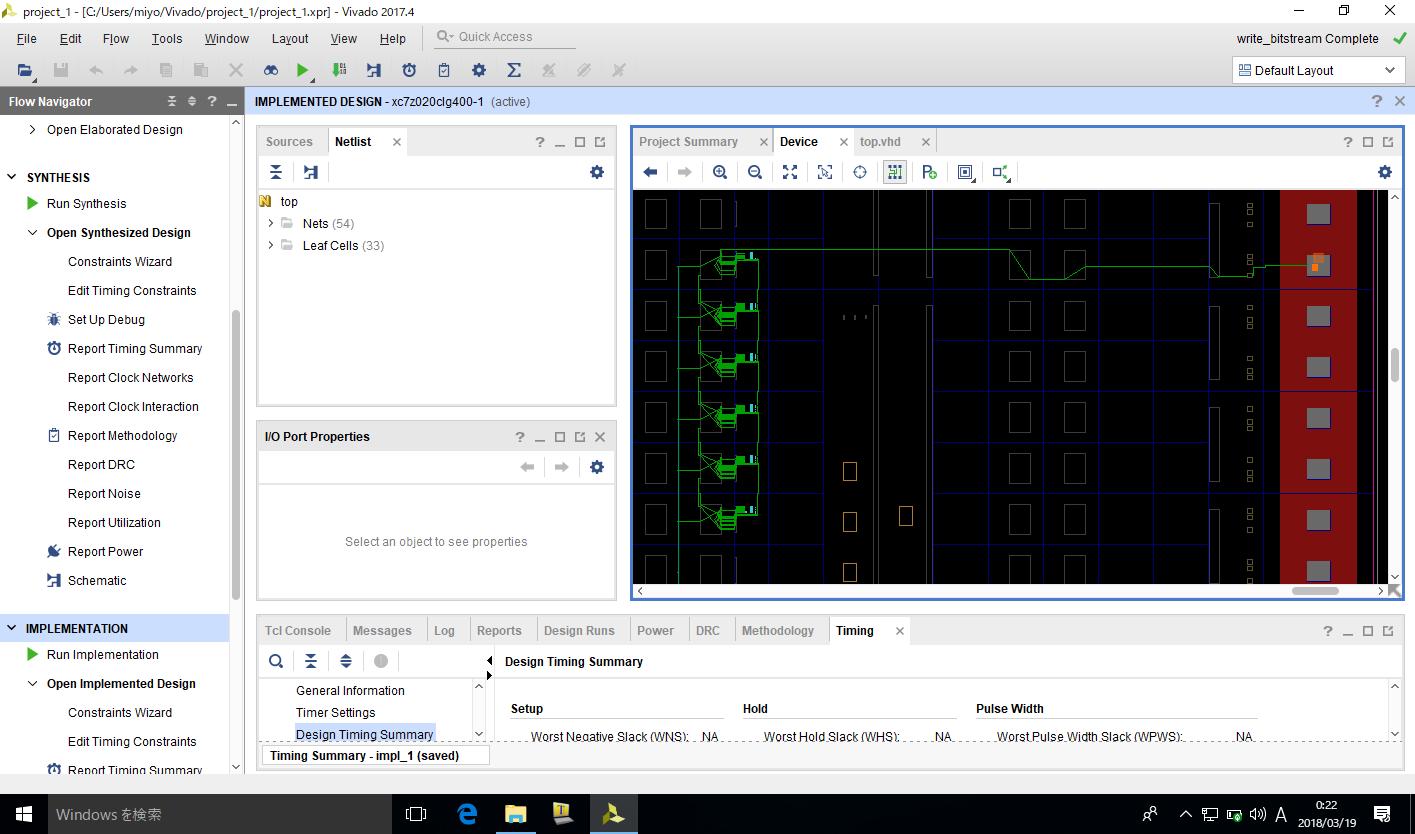 project_1 - [C:/Users/miyo/Vivado/project_1/project_1.xpr] - Vivado 2017.4
File Edit Flow Tools Window Layout View Help Quick Access
write_bitstream Complete
Default Layout
Flow Navigator
IMPLEMENTED DESIGN - xc7z020clg400-1 (active)
Open Elaborated Design
SYNTHESIS
Run Synthesis
Open Synthesized Design
Constraints Wizard
Edit Timing Constraints
Set Up Debug
Report Timing Summary
Report Clock Networks
Report Clock Interaction
Report Methodology
Report DRC
Report Noise
Report Utilization
Report Power
Schematic
IMPLEMENTATION
Run Implementation
Open Implemented Design
Constraints Wizard
Edit Timing Constraints
Report Timing Summary
Sources Netlist
top
Nets (54)
Leaf Cells (33)
I/O Port Properties
Select an object to see properties
Project Summary Device top.vhd
Tcl Console Messages Log Reports Design Runs Power DRC Methodology Timing
General Information
Timer Settings
Design Timing Summary
Timing Summary - impl_1 (saved)
Design Timing Summary
Setup Hold Pulse Width
Worst Negative Slack (WNS): NA Worst Hold Slack (WHS): NA Worst Pulse Width Slack (WPWS): NA
Windows を検索
A
0:22
2018/03/19